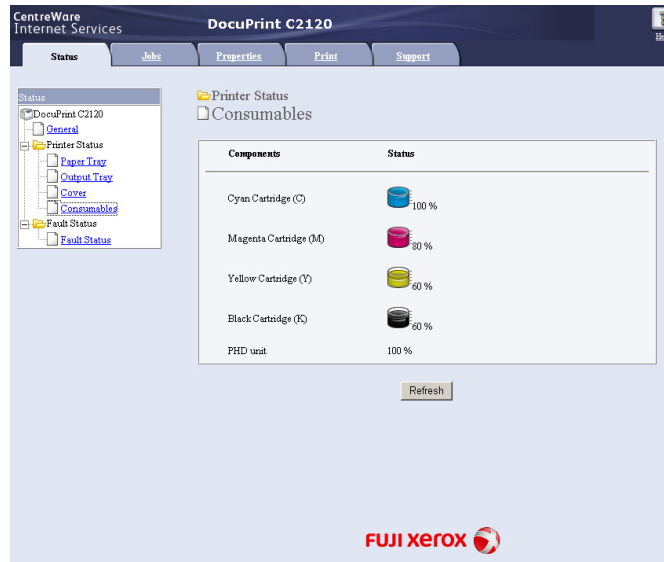 CentreWare
Internet Services
DocuPrint C2120
Status Jobs Properties Print Support
Status
DocuPrint C2120
General
Printer Status
Paper Tray
Output Tray
Cover
Consumables
Fault Status
Fault Status
Printer Status
Consumables
Components Status
Cyan Cartridge (C) 100 %
Magenta Cartridge (M) 80 %
Yellow Cartridge (Y) 60 %
Black Cartridge (K) 60 %
PHD unit 100 %
Refresh
FUJI xerox